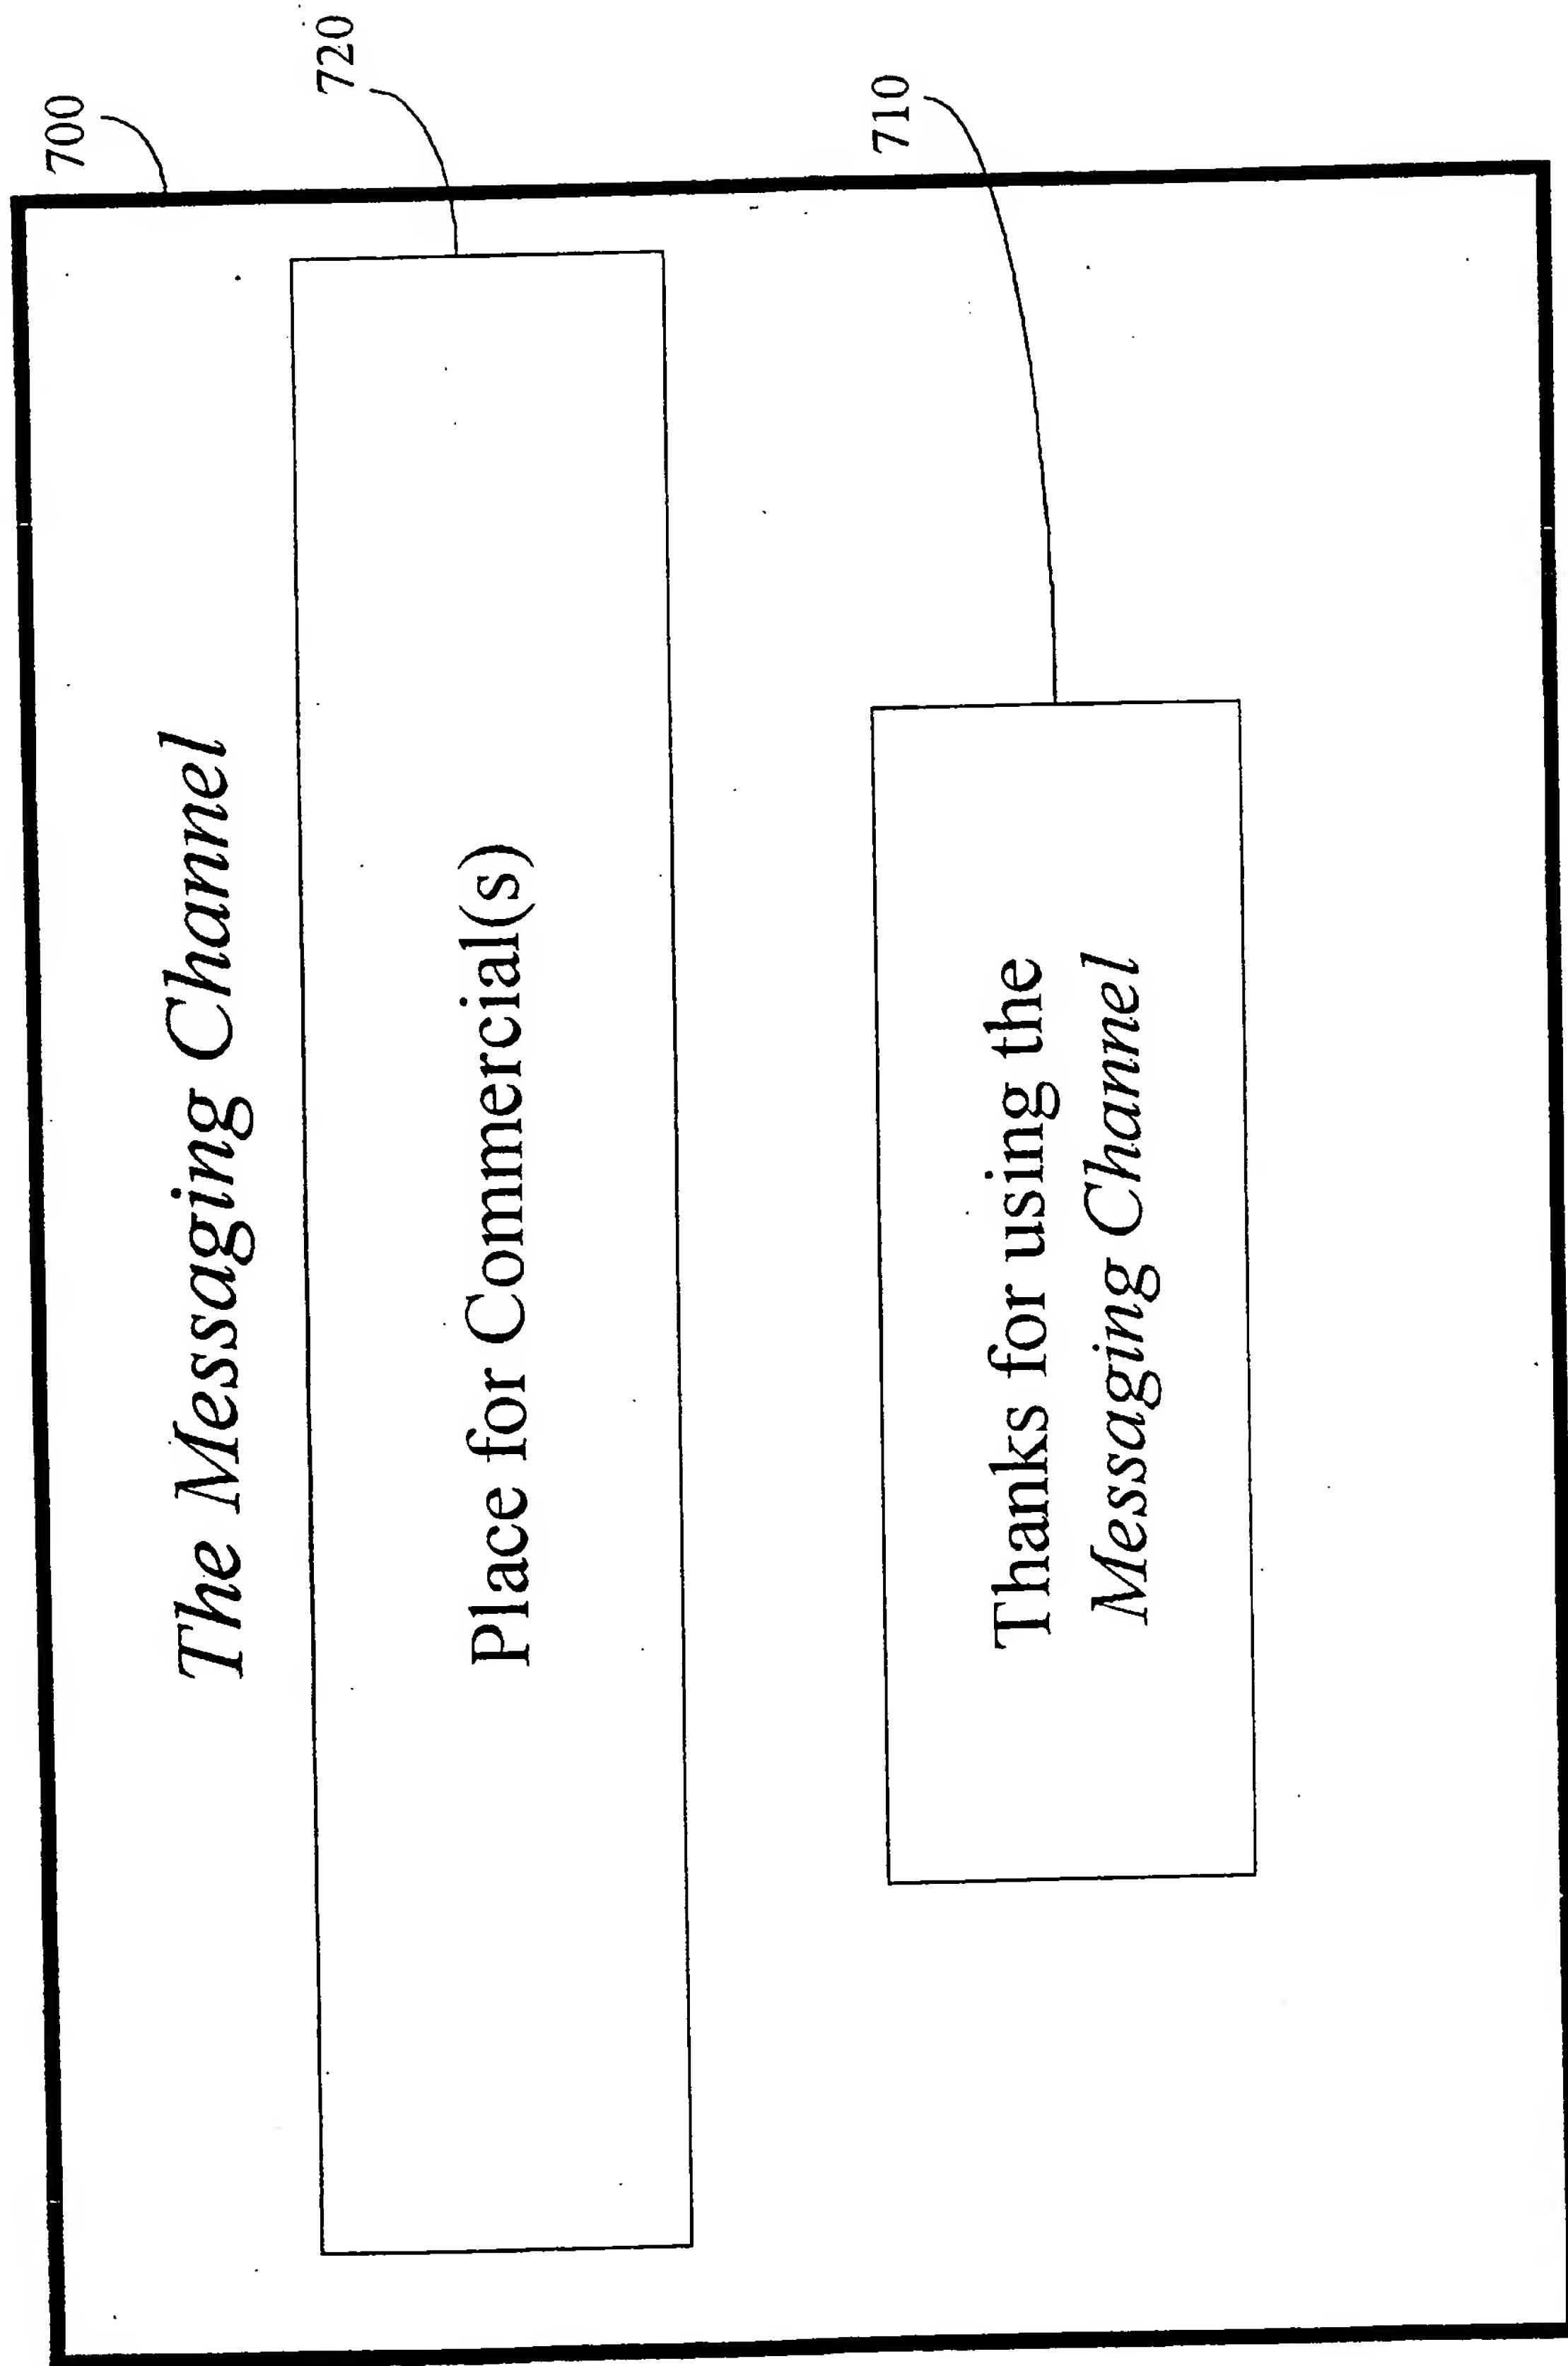 700
The Messaging Channel
720
Place for Commercial(s)
710
Thanks for using the
Messaging Channel